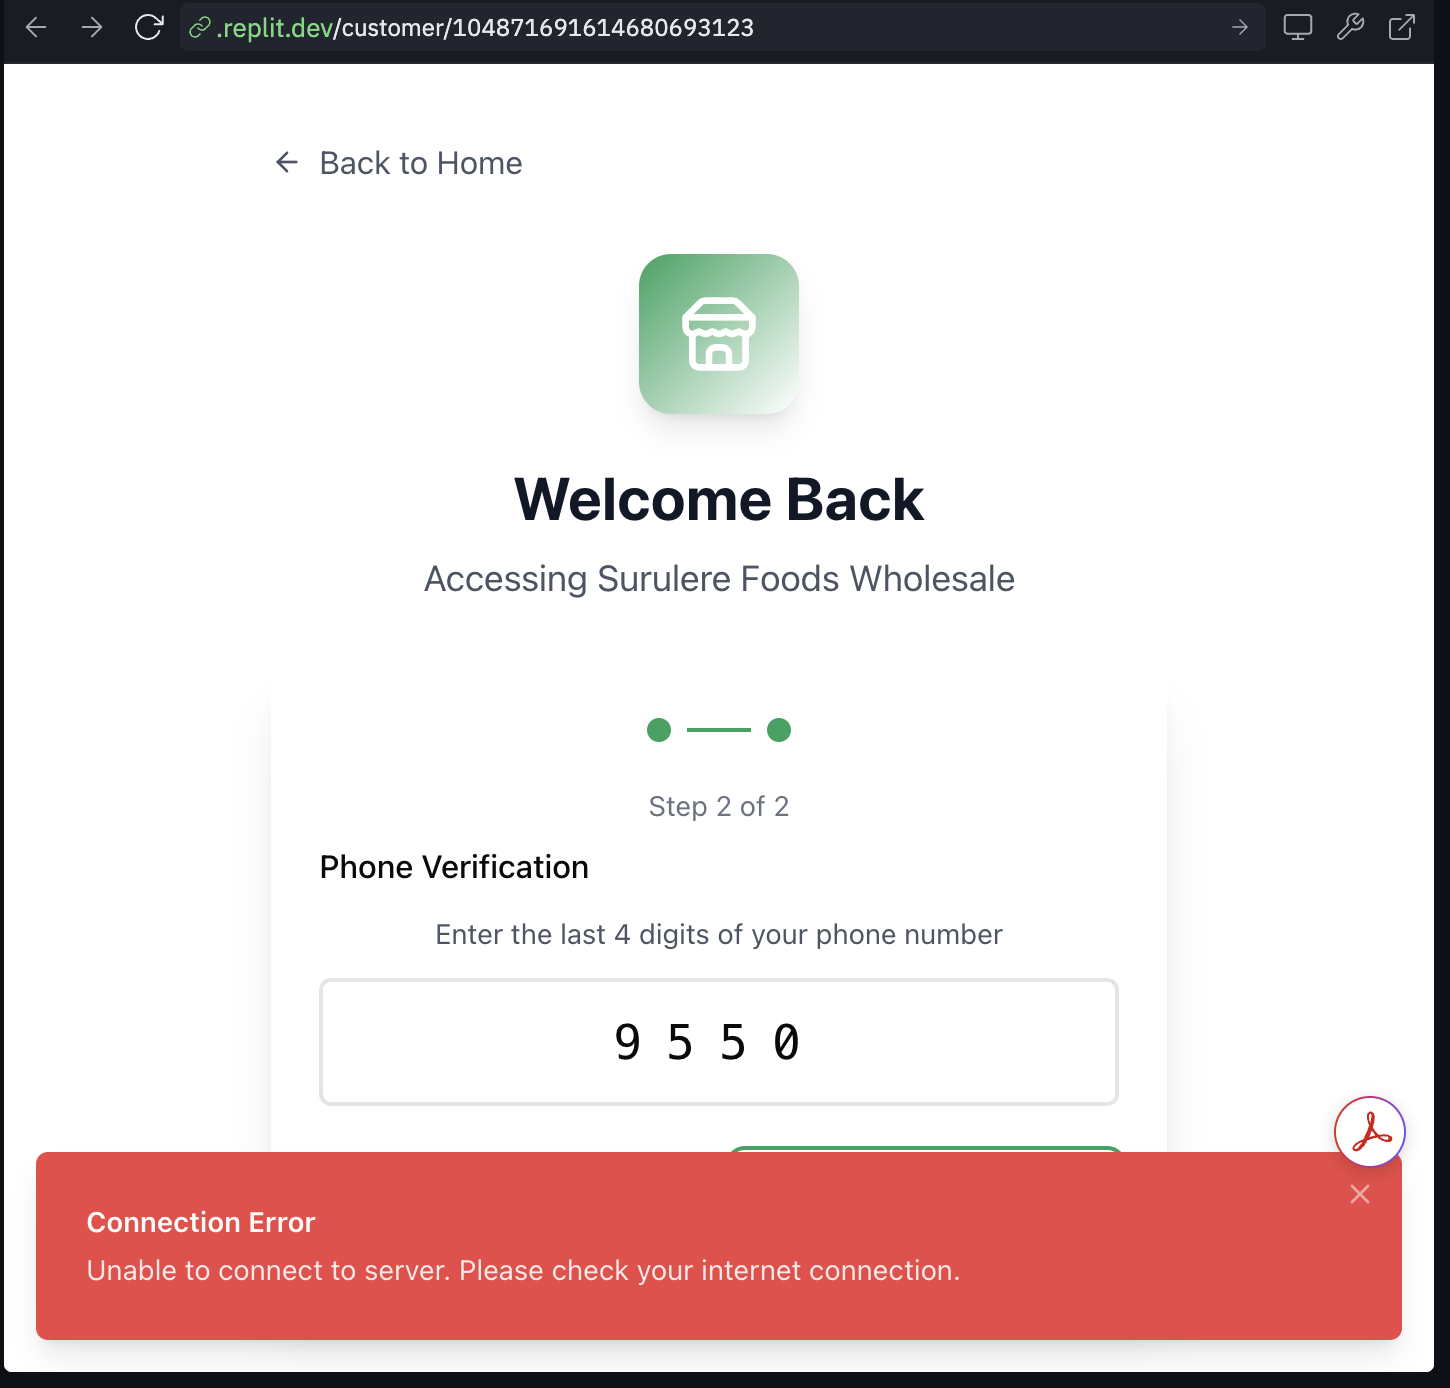 .replit.dev/customer/104871691614680693123
Back to Home
Welcome Back
Accessing Surulere Foods Wholesale
Step 2 of 2
Phone Verification
Enter the last 4 digits of your phone number
9 5 5 0
Connection Error
Unable to connect to server. Please check your internet connection.